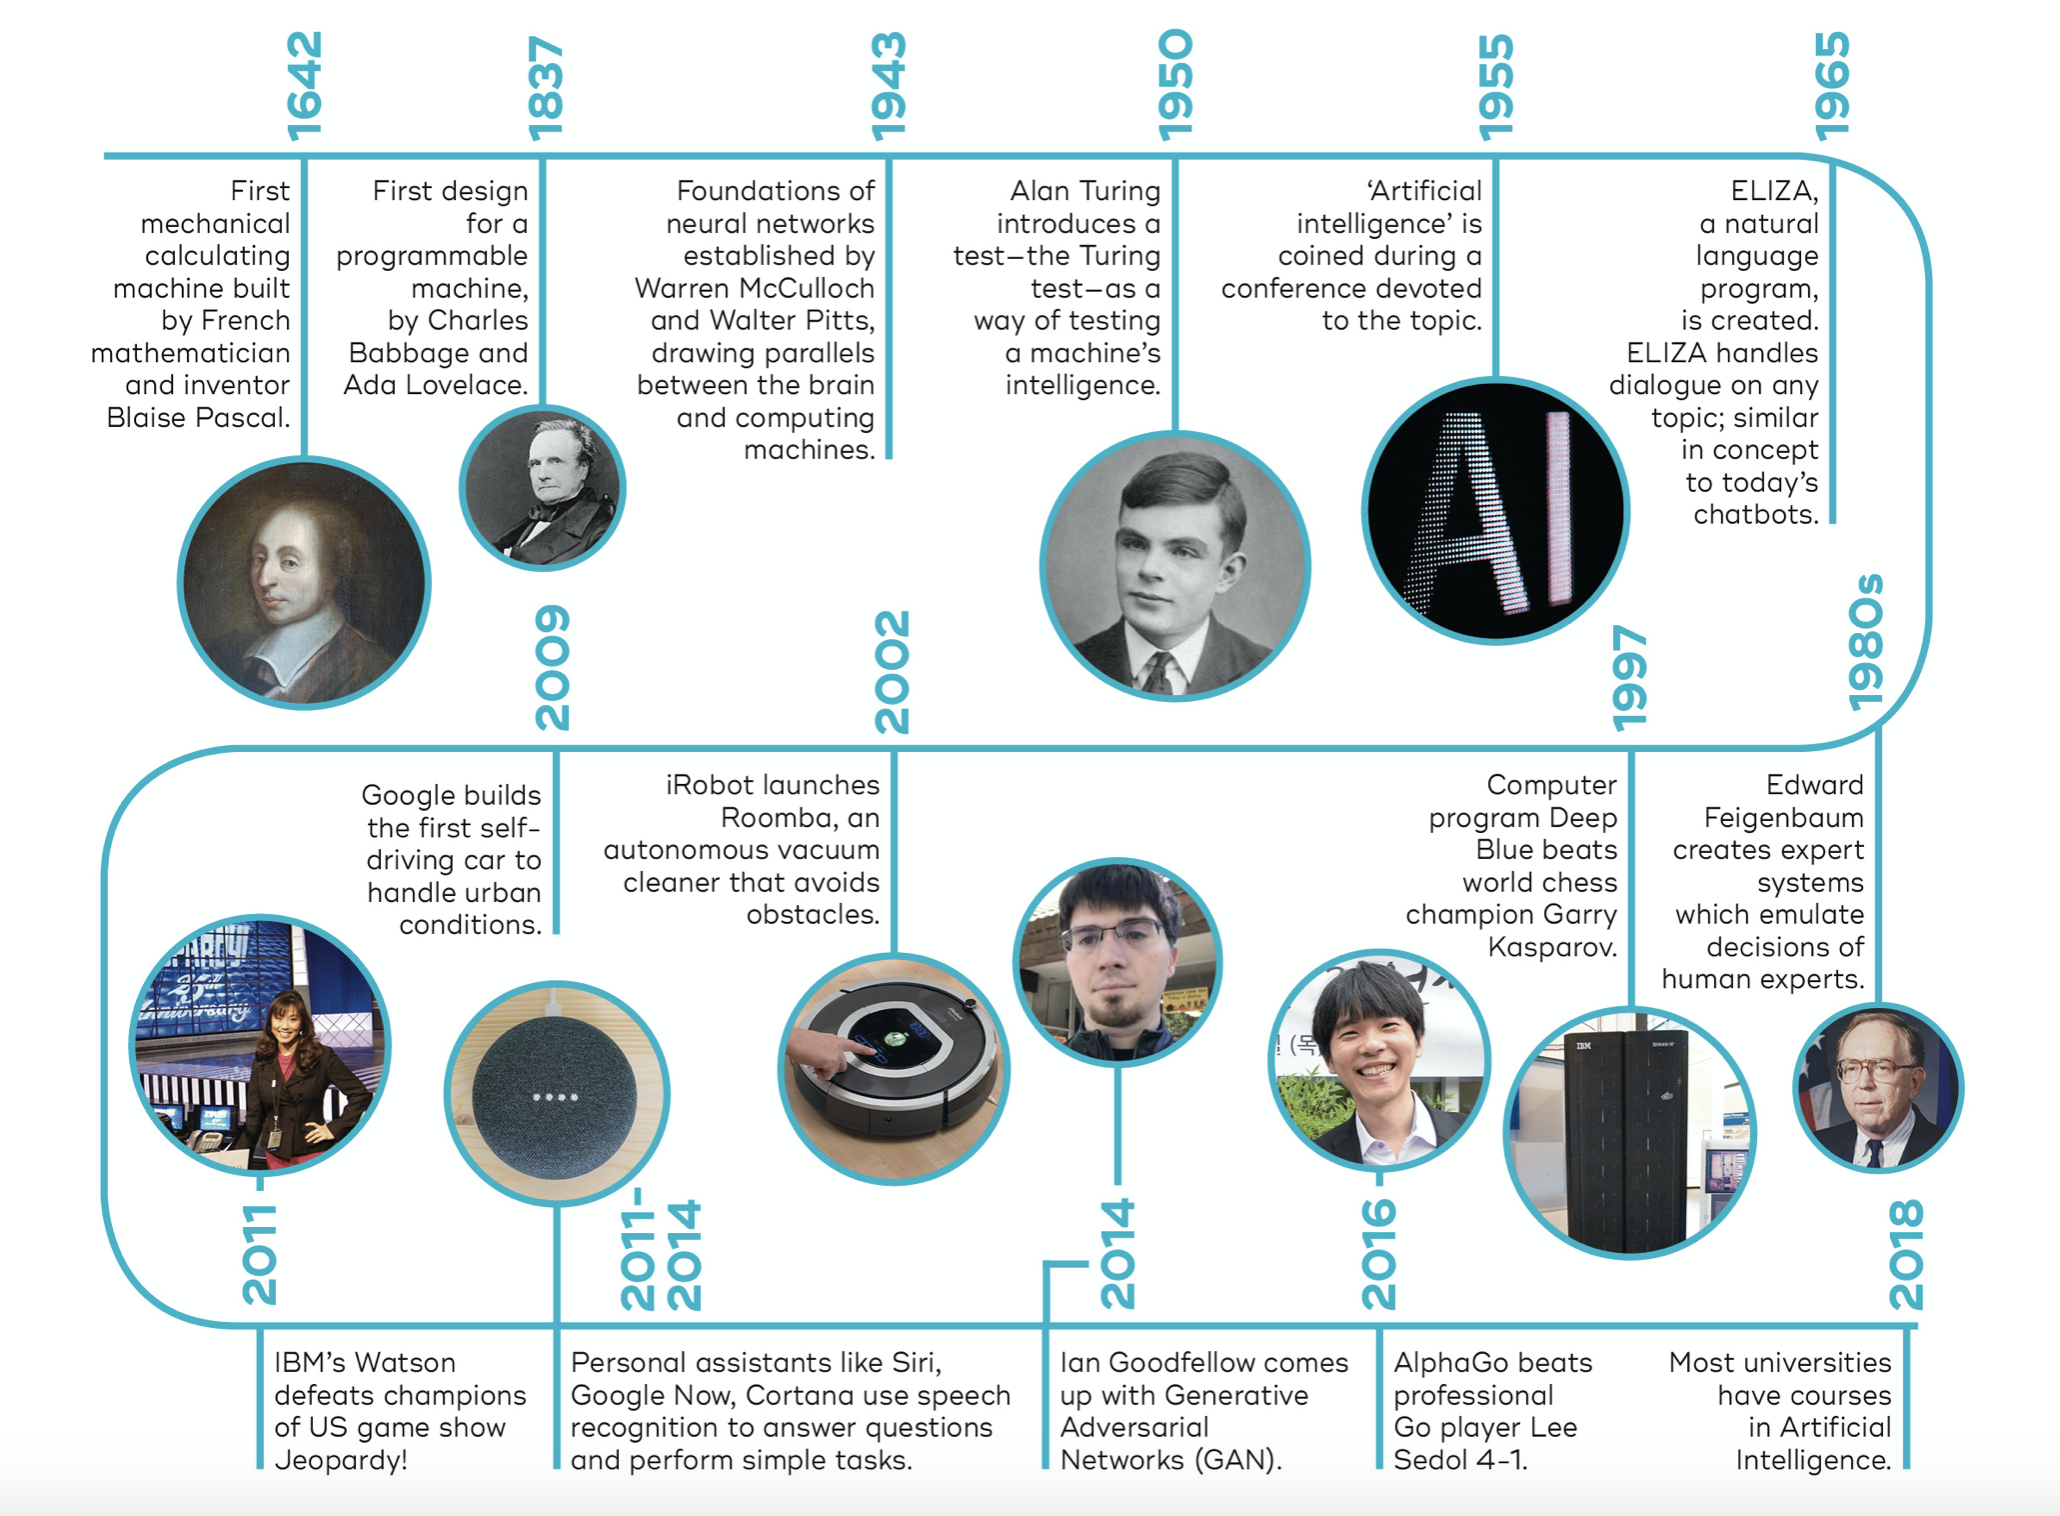 1642
First
mechanical
calculating
machine built
by French
mathematician
and inventor
Blaise Pascal.
1837
First design
for a
programmable
machine,
by Charles
Babbage and
Ada Lovelace.
1943
Foundations of
neural networks
established by
Warren McCulloch
and Walter Pitts,
drawing parallels
between the brain
and computing
machines.
1950
Alan Turing
introduces a
test—the Turing
test—as a
way of testing
a machine’s
intelligence.
1955
‘Artificial
intelligence’ is
coined during a
conference devoted
to the topic.
AI
1965
ELIZA,
a natural
language
program,
is created.
ELIZA handles
dialogue on any
topic; similar
in concept
to today’s
chatbots.
1980s
Edward
Feigenbaum
creates expert
systems
which emulate
decisions of
human experts.
1997
Computer
program Deep
Blue beats
world chess
champion Garry
Kasparov.
IBM
2002
iRobot launches
Roomba, an
autonomous vacuum
cleaner that avoids
obstacles.
2009
Google builds
the first self-
driving car to
handle urban
conditions.
25th
Anniversary
2011
IBM’s Watson
defeats champions
of US game show
Jeopardy!
2011–
2014
Personal assistants like Siri,
Google Now, Cortana use speech
recognition to answer questions
and perform simple tasks.
2014
Ian Goodfellow comes
up with Generative
Adversarial
Networks (GAN).
(목
2016
AlphaGo beats
professional
Go player Lee
Sedol 4-1.
2018
Most universities
have courses
in Artificial
Intelligence.